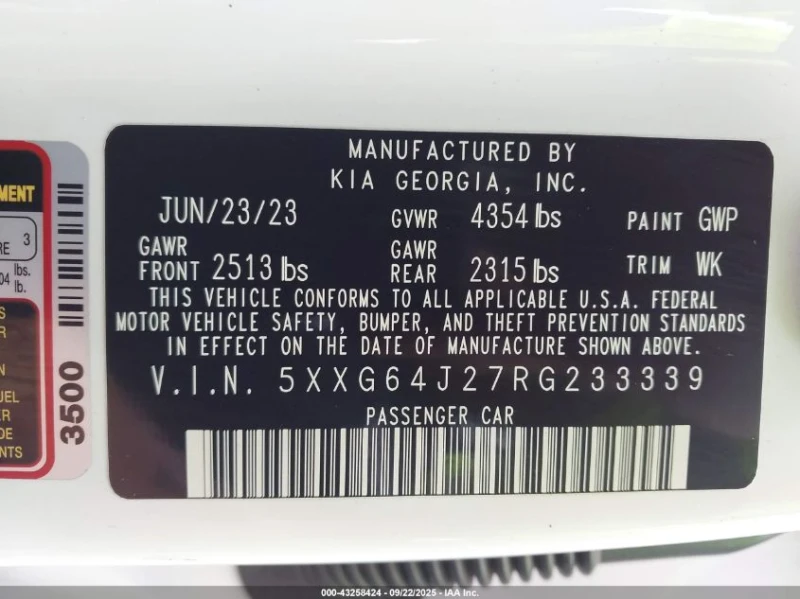 MANUFACTURED BY
KIA GEORGIA, INC.
JUN/23/23 GVWR 4354 lbs PAINT GWP
GAWR FRONT 2513 lbs GAWR REAR 2315 lbs TRIM WK
THIS VEHICLE CONFORMS TO ALL APPLICABLE U.S.A. FEDERAL
MOTOR VEHICLE SAFETY, BUMPER, AND THEFT PREVENTION STANDARDS
IN EFFECT ON THE DATE OF MANUFACTURE SHOWN ABOVE.
V.I.N. 5XXG64J27RG233339
PASSENGER CAR
3500
3
lbs.
lb.
000-43258424 - 09/22/2025 - IAA Inc.